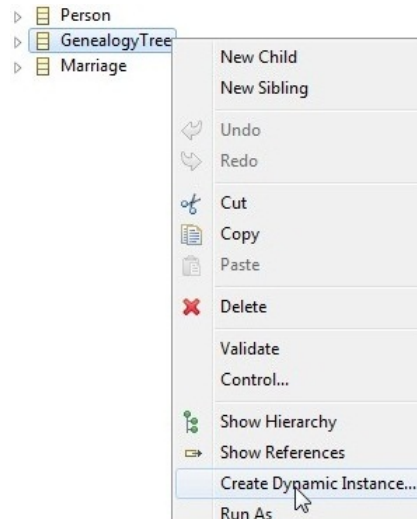 Person
GenealogyTree
Marriage
New Child
New Sibling
Undo
Redo
Cut
Copy
Paste
Delete
Validate
Control...
Show Hierarchy
Show References
Create Dynamic Instance...
Run As